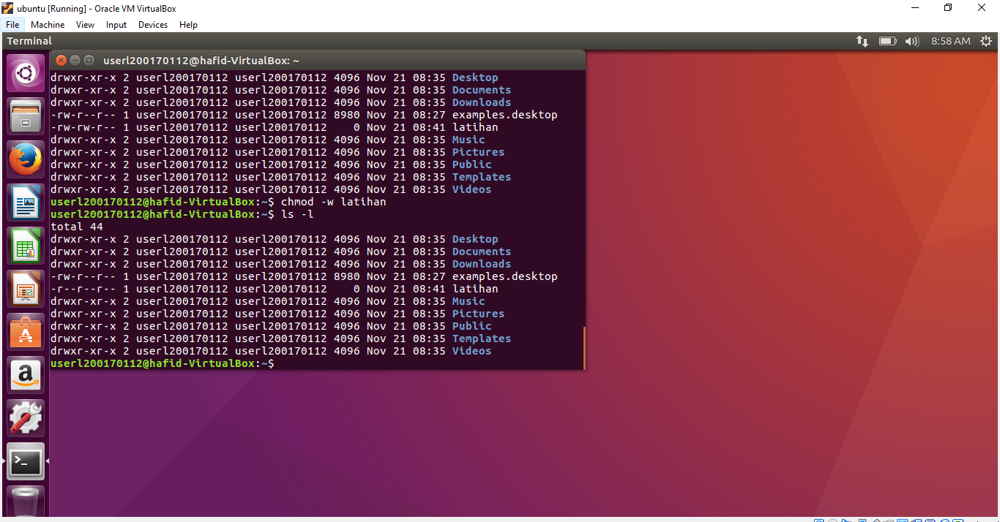 ubuntu [Running] - Oracle VM VirtualBox
File Machine View Input Devices Help
Terminal 8:58 AM
userl200170112@hafid-VirtualBox: ~
drwxr-xr-x 2 userl200170112 userl200170112 4096 Nov 21 08:35 Desktop
drwxr-xr-x 2 userl200170112 userl200170112 4096 Nov 21 08:35 Documents
drwxr-xr-x 2 userl200170112 userl200170112 4096 Nov 21 08:35 Downloads
-rw-r--r-- 1 userl200170112 userl200170112 8980 Nov 21 08:27 examples.desktop
-rw-rw-r-- 1 userl200170112 userl200170112    0 Nov 21 08:41 latihan
drwxr-xr-x 2 userl200170112 userl200170112 4096 Nov 21 08:35 Music
drwxr-xr-x 2 userl200170112 userl200170112 4096 Nov 21 08:35 Pictures
drwxr-xr-x 2 userl200170112 userl200170112 4096 Nov 21 08:35 Public
drwxr-xr-x 2 userl200170112 userl200170112 4096 Nov 21 08:35 Templates
drwxr-xr-x 2 userl200170112 userl200170112 4096 Nov 21 08:35 Videos
userl200170112@hafid-VirtualBox:~$ chmod -w latihan
userl200170112@hafid-VirtualBox:~$ ls -l
total 44
drwxr-xr-x 2 userl200170112 userl200170112 4096 Nov 21 08:35 Desktop
drwxr-xr-x 2 userl200170112 userl200170112 4096 Nov 21 08:35 Documents
drwxr-xr-x 2 userl200170112 userl200170112 4096 Nov 21 08:35 Downloads
-rw-r--r-- 1 userl200170112 userl200170112 8980 Nov 21 08:27 examples.desktop
-r--r--r-- 1 userl200170112 userl200170112    0 Nov 21 08:41 latihan
drwxr-xr-x 2 userl200170112 userl200170112 4096 Nov 21 08:35 Music
drwxr-xr-x 2 userl200170112 userl200170112 4096 Nov 21 08:35 Pictures
drwxr-xr-x 2 userl200170112 userl200170112 4096 Nov 21 08:35 Public
drwxr-xr-x 2 userl200170112 userl200170112 4096 Nov 21 08:35 Templates
drwxr-xr-x 2 userl200170112 userl200170112 4096 Nov 21 08:35 Videos
userl200170112@hafid-VirtualBox:~$